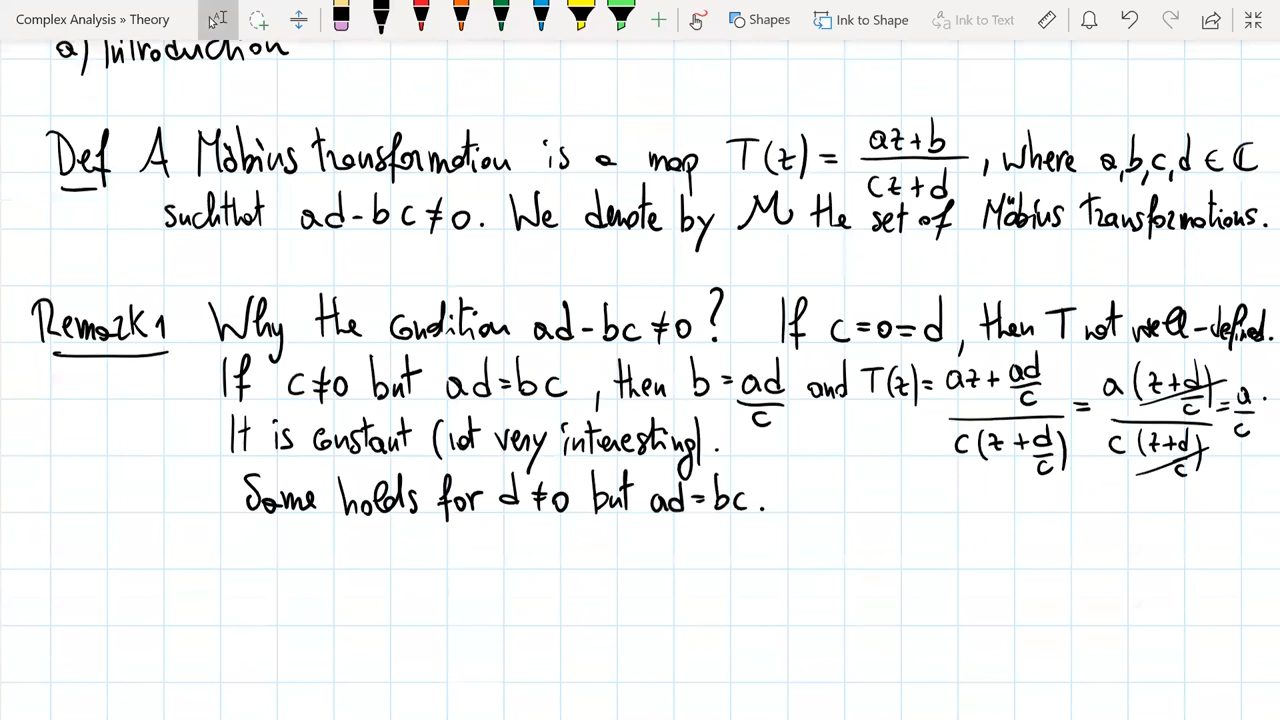 Complex Analysis » Theory
Shapes Ink to Shape Ink to Text
a) Introduction
Def A Möbius transformation is a map T(z) = (az+b)/(cz+d), where a,b,c,d ∈ ℂ
suchthat ad-bc≠0. We denote by M the set of Möbius transformations.
Remark 1 Why the condition ad-bc≠0? If c=0=d, then T not well-defined.
If c≠0 but ad=bc, then b = ad/c and T(z) = (az + ad/c)/(c(z + d/c)) = (a(z+d/c))/(c(z+d/c)) = a/c.
It is constant (not very interesting).
Same holds for d≠0 but ad=bc.